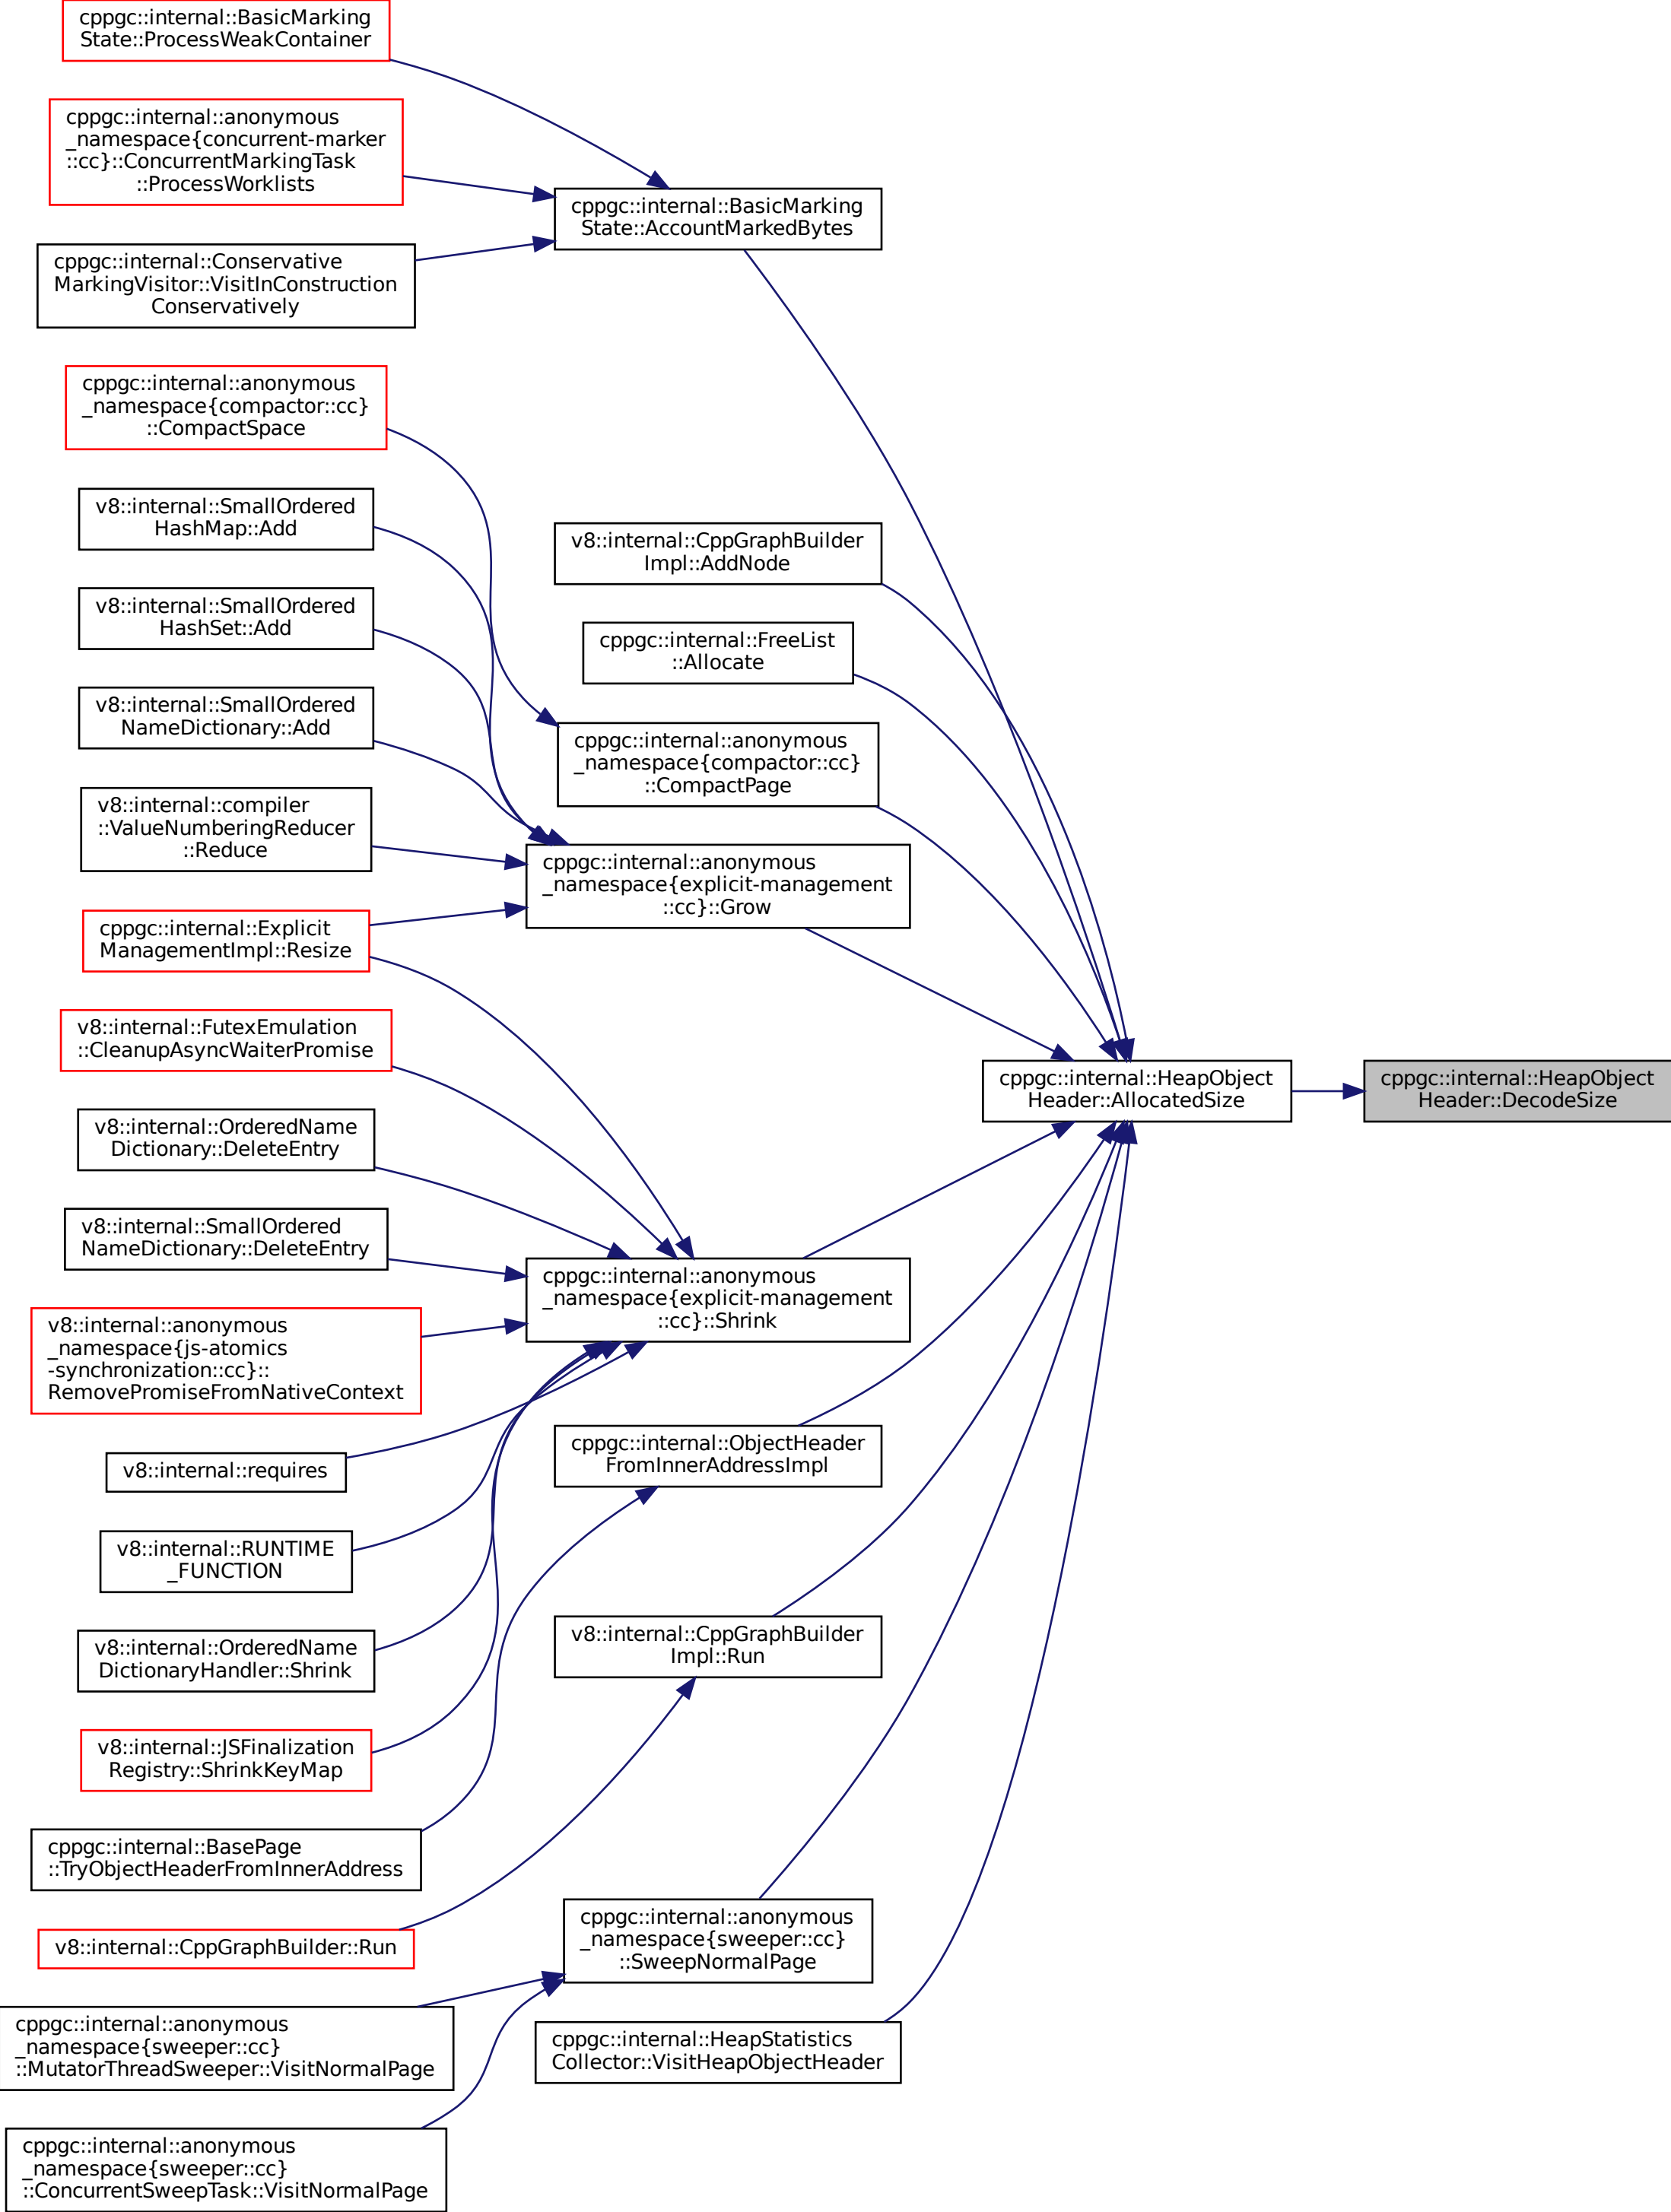 cppgc::internal::BasicMarking
State::ProcessWeakContainer
cppgc::internal::anonymous
_namespace{concurrent-marker
::cc}::ConcurrentMarkingTask
::ProcessWorklists
cppgc::internal::Conservative
MarkingVisitor::VisitInConstruction
Conservatively
cppgc::internal::anonymous
_namespace{compactor::cc}
::CompactSpace
v8::internal::SmallOrdered
HashMap::Add
v8::internal::SmallOrdered
HashSet::Add
v8::internal::SmallOrdered
NameDictionary::Add
v8::internal::compiler
::ValueNumberingReducer
::Reduce
cppgc::internal::Explicit
ManagementImpl::Resize
v8::internal::FutexEmulation
::CleanupAsyncWaiterPromise
v8::internal::OrderedName
Dictionary::DeleteEntry
v8::internal::SmallOrdered
NameDictionary::DeleteEntry
v8::internal::anonymous
_namespace{js-atomics
-synchronization::cc}::
RemovePromiseFromNativeContext
v8::internal::requires
v8::internal::RUNTIME
_FUNCTION
v8::internal::OrderedName
DictionaryHandler::Shrink
v8::internal::JSFinalization
Registry::ShrinkKeyMap
cppgc::internal::BasePage
::TryObjectHeaderFromInnerAddress
v8::internal::CppGraphBuilder::Run
cppgc::internal::anonymous
_namespace{sweeper::cc}
::MutatorThreadSweeper::VisitNormalPage
cppgc::internal::anonymous
_namespace{sweeper::cc}
::ConcurrentSweepTask::VisitNormalPage
cppgc::internal::BasicMarking
State::AccountMarkedBytes
v8::internal::CppGraphBuilder
Impl::AddNode
cppgc::internal::FreeList
::Allocate
cppgc::internal::anonymous
_namespace{compactor::cc}
::CompactPage
cppgc::internal::anonymous
_namespace{explicit-management
::cc}::Grow
cppgc::internal::anonymous
_namespace{explicit-management
::cc}::Shrink
cppgc::internal::ObjectHeader
FromInnerAddressImpl
v8::internal::CppGraphBuilder
Impl::Run
cppgc::internal::anonymous
_namespace{sweeper::cc}
::SweepNormalPage
cppgc::internal::HeapStatistics
Collector::VisitHeapObjectHeader
cppgc::internal::HeapObject
Header::AllocatedSize
cppgc::internal::HeapObject
Header::DecodeSize